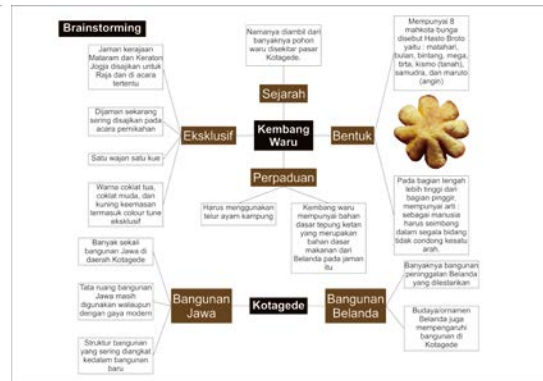 Brainstorming
Jaman kerajaan
Mataram dan Keraton
Jogja disajikan untuk
Raja dan di acara
tertentu
Dijaman sekarang
sering disajikan pada
acara pernikahan
Satu wajan satu kue
Warna coklat tua,
coklat muda, dan
kuning keemasan
termasuk colour tune
eksklusif
Eksklusif
Namanya diambil dari
banyaknya pohon
waru disekitar pasar
Kotagede.
Sejarah
Kembang
Waru
Perpaduan
Harus menggunakan
telur ayam kampung
Kembang waru
mempunyai bahan
dasar tepung ketan
yang merupakan bahan
dasar makanan dari
Belanda pada jaman
itu
Bentuk
Mempunyai 8
mahkota bunga
disebut Hasto Broto
yaitu : matahari,
bulan, bintang, mega,
tirta, kismo (tanah),
samudra, dan maruto
(angin)
Pada bagian tengah
lebih tinggi dari
bagian pinggir,
mempunyai arti :
sebagai manusia
harus seimbang
dalam segala bidang
tidak condong kesatu
arah.
Banyak sekali
bangunan Jawa di
daerah Kotagede
Tata ruang bangunan
Jawa masih
digunakan walaupun
dengan gaya modern
Struktur bangunan
yang sering diangkat
kedalam bangunan
baru
Bangunan
Jawa
Kotagede
Bangunan
Belanda
Banyaknya bangunan
peninggalan Belanda
yang dilestarikan
Budaya/ornamen
Belanda juga
mempengaruhi
bangunan di
Kotagede